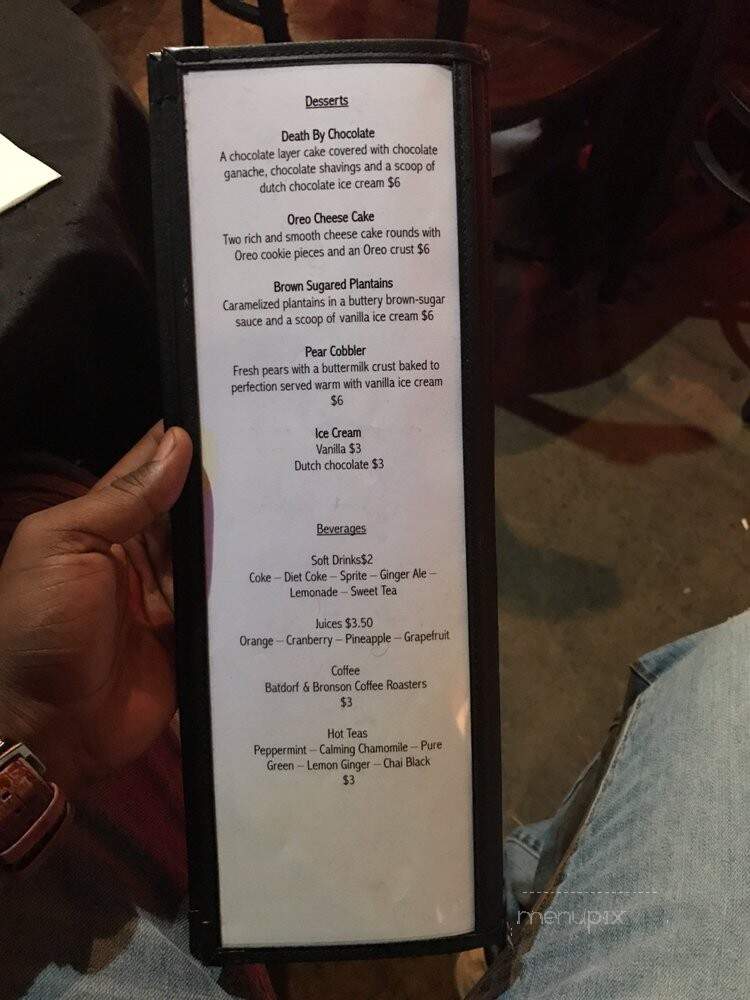 Desserts
Death By Chocolate
A chocolate layer cake covered with chocolate
ganache, chocolate shavings and a scoop of
dutch chocolate ice cream $6
Oreo Cheese Cake
Two rich and smooth cheese cake rounds with
Oreo cookie pieces and an Oreo crust $6
Brown Sugared Plantains
Caramelized plantains in a buttery brown-sugar
sauce and a scoop of vanilla ice cream $6
Pear Cobbler
Fresh pears with a buttermilk crust baked to
perfection served warm with vanilla ice cream
$6
Ice Cream
Vanilla $3
Dutch chocolate $3
Beverages
Soft Drinks$2
Coke – Diet Coke – Sprite – Ginger Ale –
Lemonade – Sweet Tea
Juices $3.50
Orange – Cranberry – Pineapple – Grapefruit
Coffee
Batdorf & Bronson Coffee Roasters
$3
Hot Teas
Peppermint – Calming Chamomile – Pure
Green – Lemon Ginger – Chai Black
$3
menupix